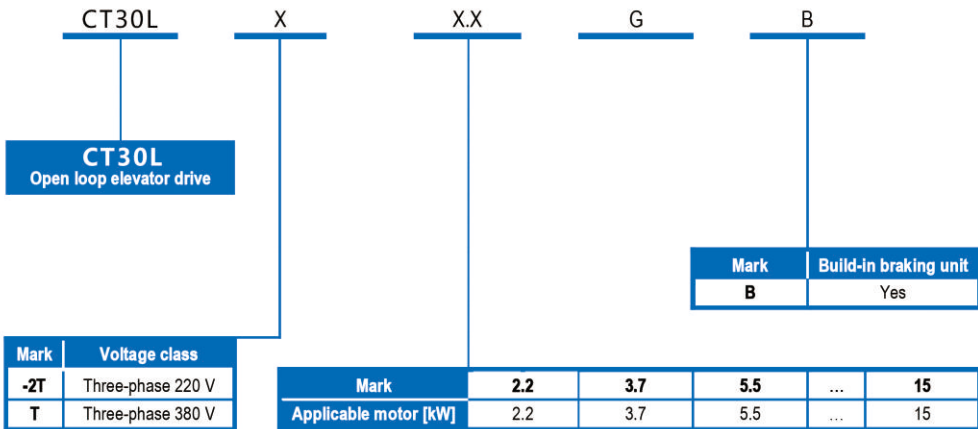 CT30L X X.X G B
CT30L
Open loop elevator drive
Mark Build-in braking unit
B Yes
Mark Voltage class
-2T Three-phase 220 V
T Three-phase 380 V
Mark 2.2 3.7 5.5 ... 15
Applicable motor [kW] 2.2 3.7 5.5 ... 15